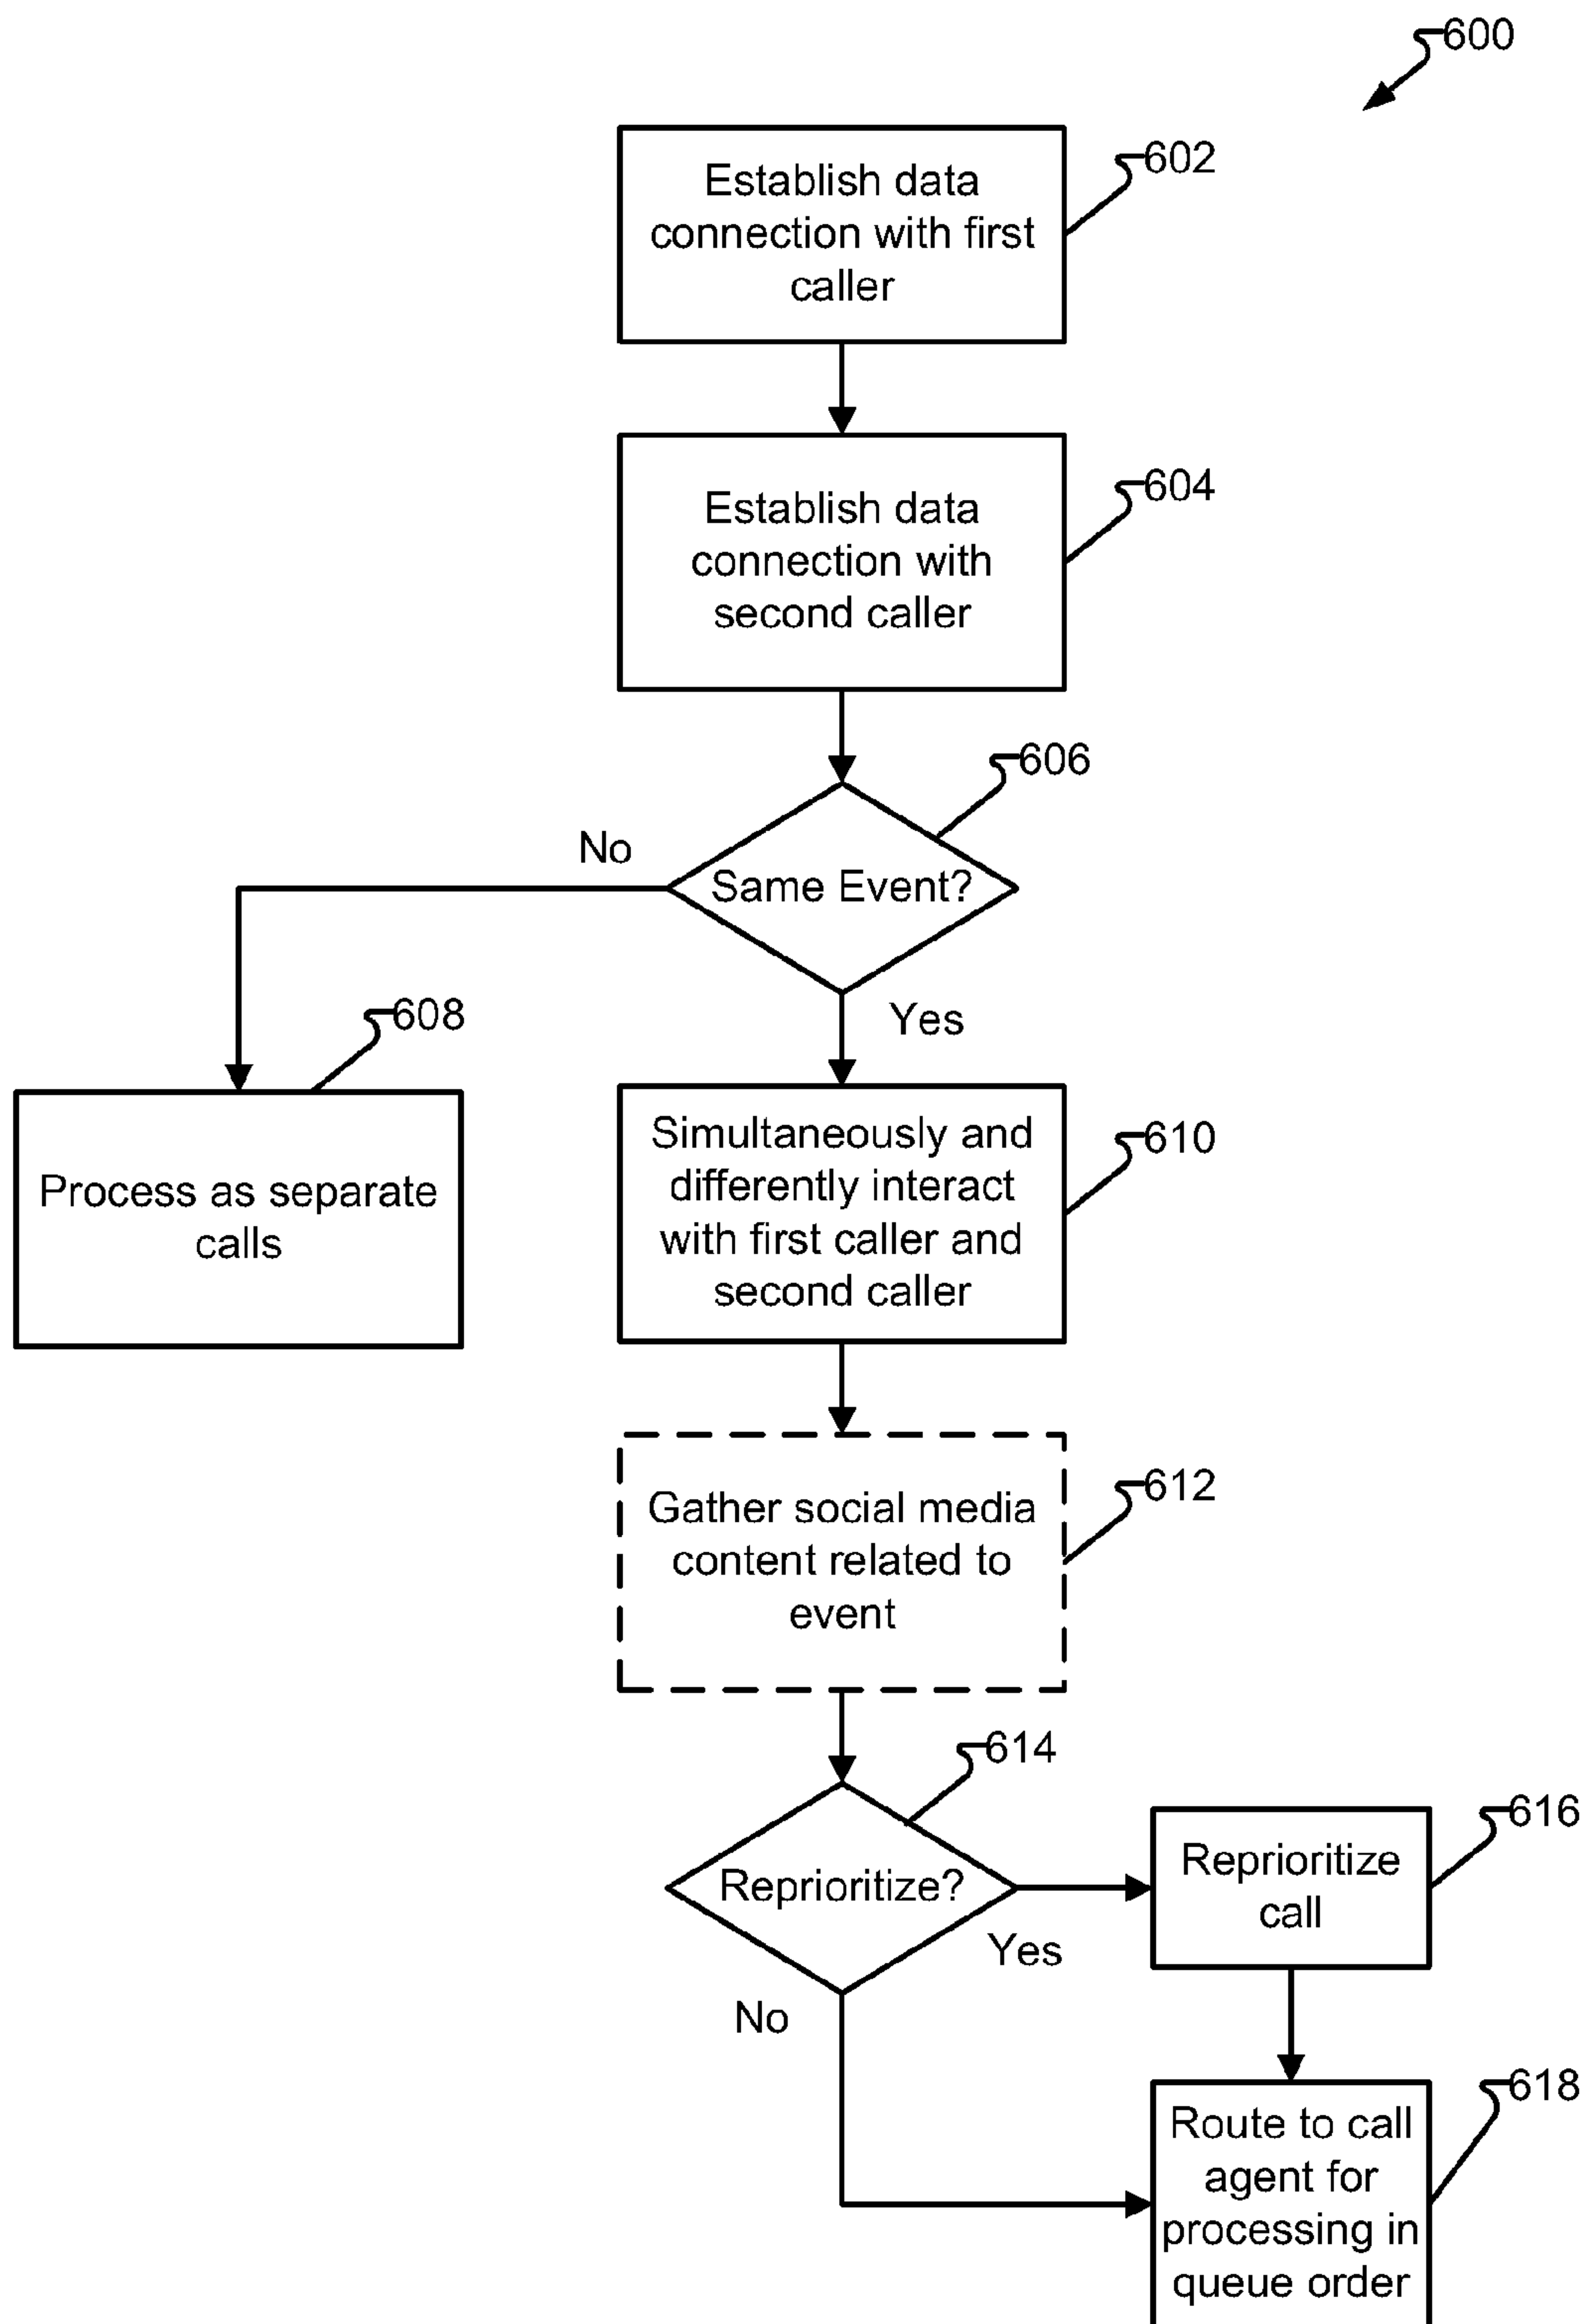 600
Establish data
connection with first
caller
602
Establish data
connection with
second caller
604
606
Same Event?
No
Yes
608
Process as separate
calls
Simultaneously and
differently interact
with first caller and
second caller
610
Gather social media
content related to
event
612
614
Reprioritize?
Yes
No
Reprioritize
call
616
Route to call
agent for
processing in
queue order
618